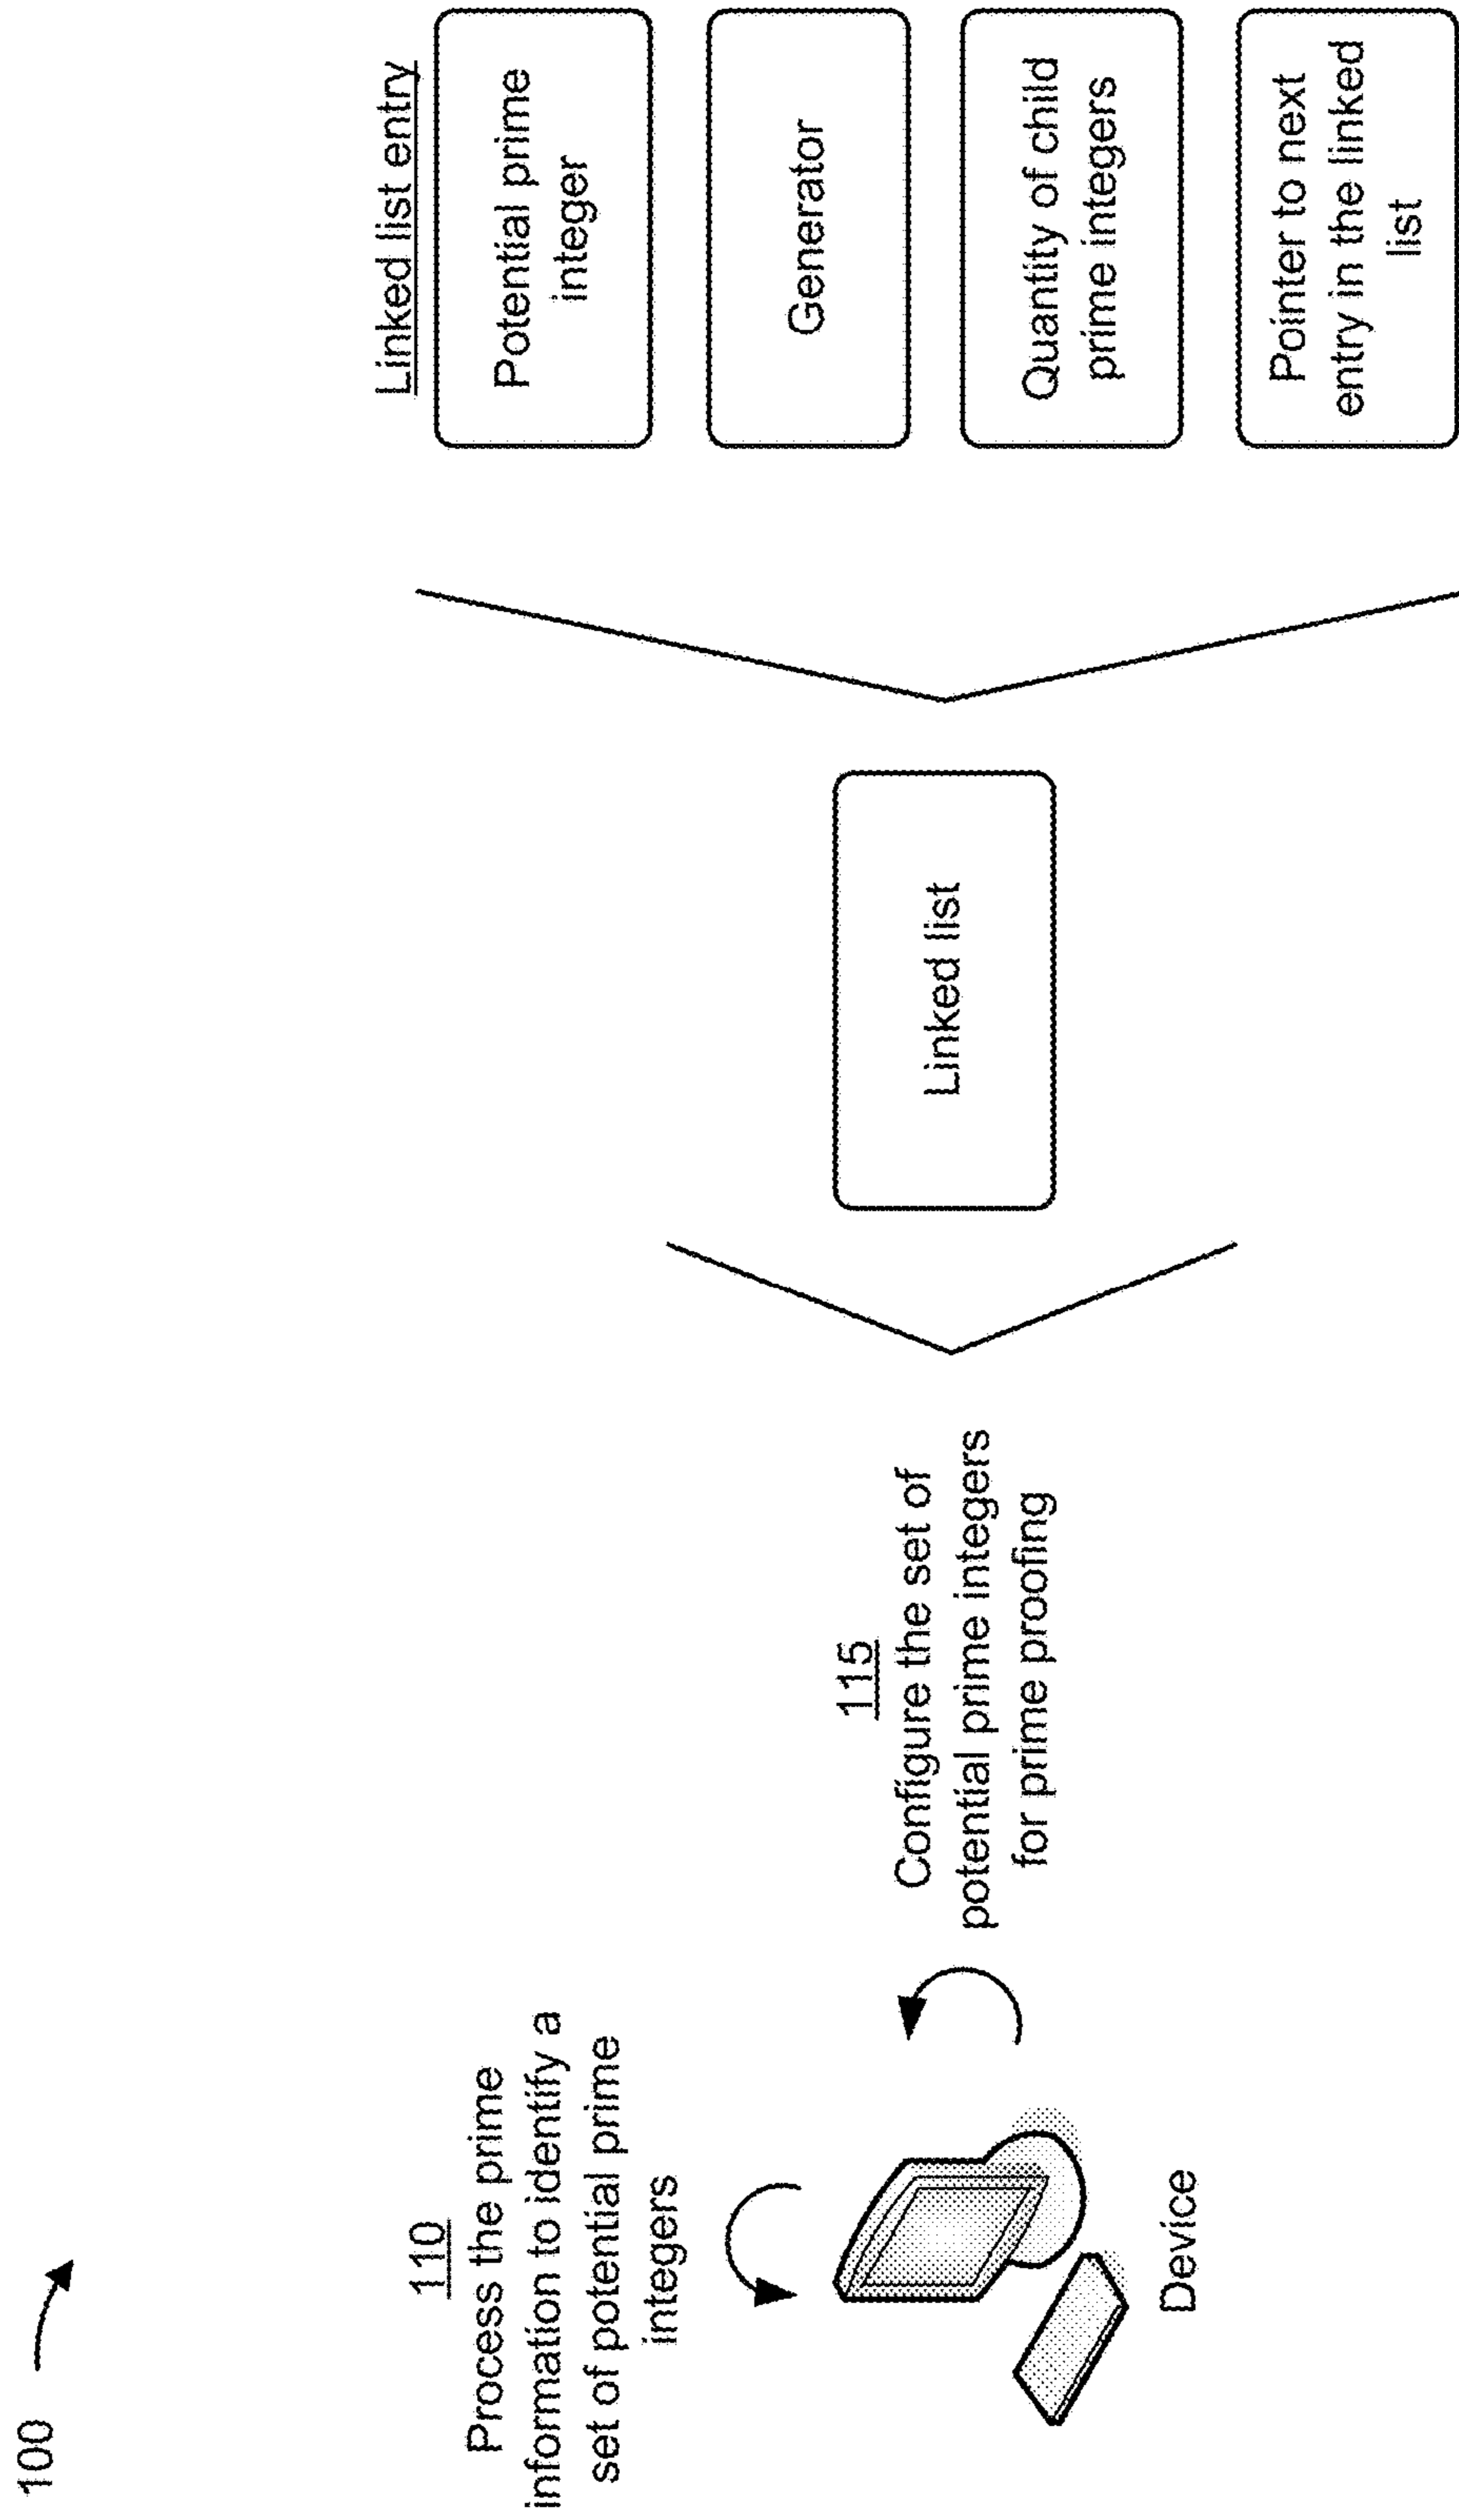 100
110
Process the prime
information to identify a
set of potential prime
integers
Device
115
Configure the set of
potential prime integers
for prime proofing
Linked list
Linked list entry
Potential prime
integer
Generator
Quantity of child
prime integers
Pointer to next
entry in the linked
list